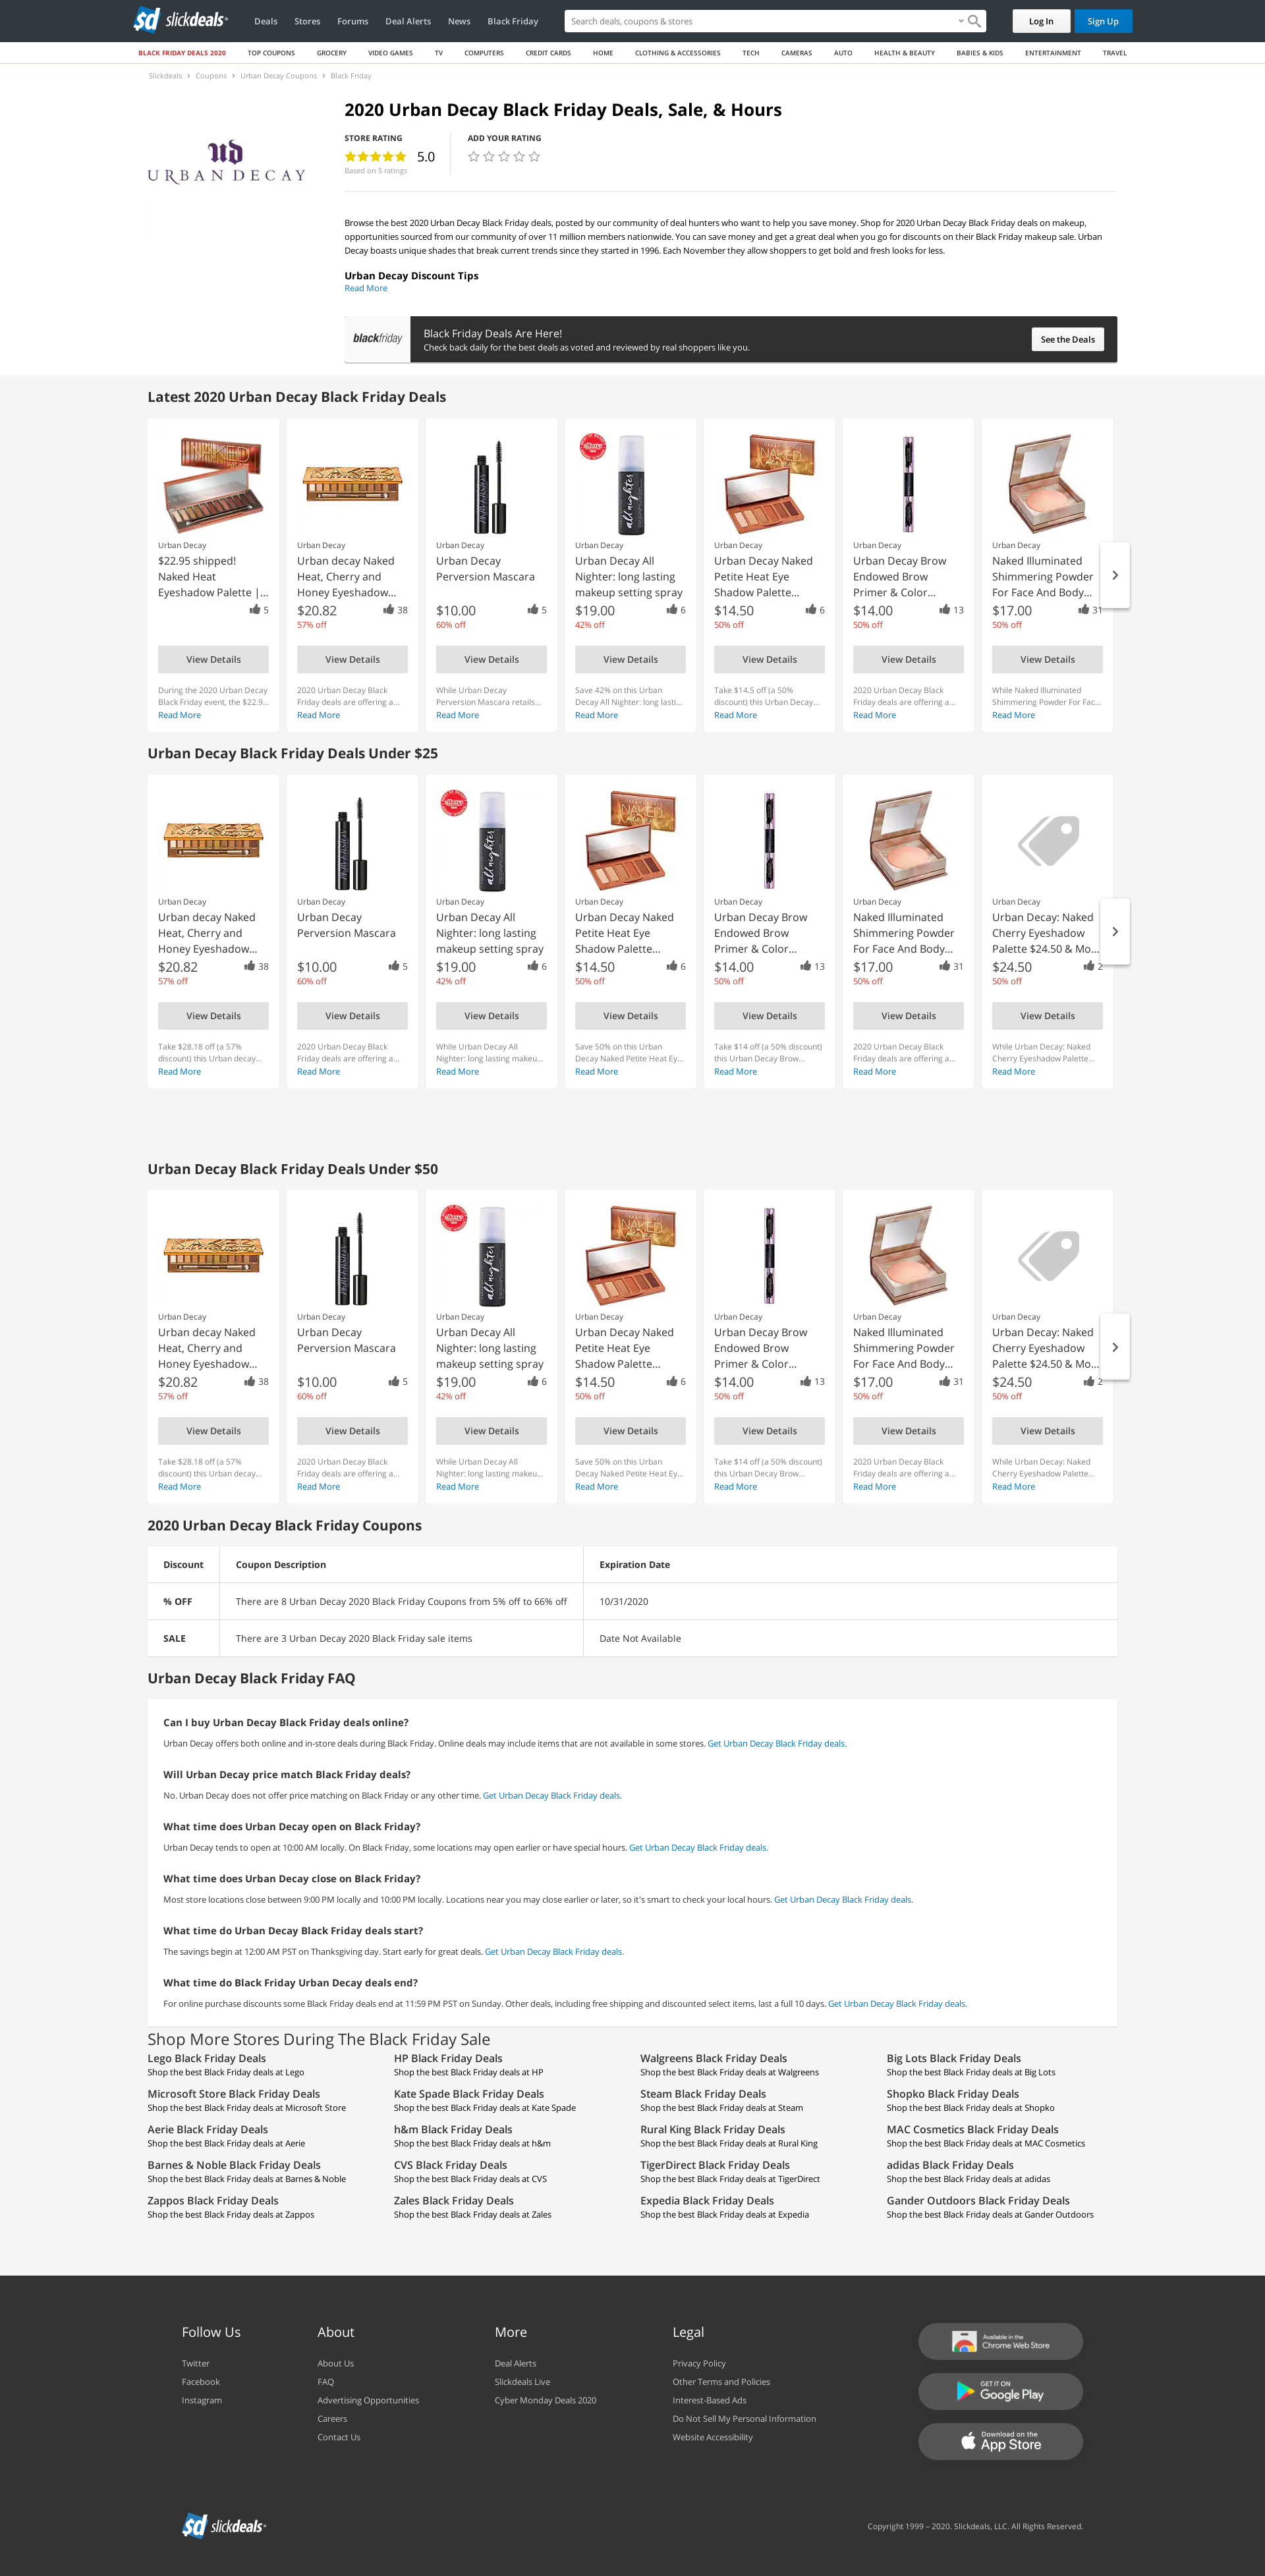 sd slickdeals
Deals Stores Forums Deal Alerts News Black Friday
Search deals, coupons & stores
Log In Sign Up
BLACK FRIDAY DEALS 2020 TOP COUPONS GROCERY VIDEO GAMES TV COMPUTERS CREDIT CARDS HOME CLOTHING & ACCESSORIES TECH CAMERAS AUTO HEALTH & BEAUTY BABIES & KIDS ENTERTAINMENT TRAVEL
Slickdeals > Coupons > Urban Decay Coupons > Black Friday
UD
URBAN DECAY
2020 Urban Decay Black Friday Deals, Sale, & Hours
STORE RATING
5.0
Based on 5 ratings
ADD YOUR RATING
Browse the best 2020 Urban Decay Black Friday deals, posted by our community of deal hunters who want to help you save money. Shop for 2020 Urban Decay Black Friday deals on makeup,
opportunities sourced from our community of over 11 million members nationwide. You can save money and get a great deal when you go for discounts on their Black Friday makeup sale. Urban
Decay boasts unique shades that break current trends since they started in 1996. Each November they allow shoppers to get bold and fresh looks for less.
Urban Decay Discount Tips
Read More
blackfriday
Black Friday Deals Are Here!
Check back daily for the best deals as voted and reviewed by real shoppers like you.
See the Deals
Latest 2020 Urban Decay Black Friday Deals
Urban Decay
$22.95 shipped!
Naked Heat
Eyeshadow Palette |...
5
View Details
During the 2020 Urban Decay
Black Friday event, the $22.9...
Read More
Urban Decay
Urban decay Naked
Heat, Cherry and
Honey Eyeshadow...
$20.82 38
57% off
View Details
2020 Urban Decay Black
Friday deals are offering a...
Read More
Urban Decay
Urban Decay
Perversion Mascara
$10.00 5
60% off
View Details
While Urban Decay
Perversion Mascara retails...
Read More
Urban Decay
Urban Decay All
Nighter: long lasting
makeup setting spray
$19.00 6
42% off
View Details
Save 42% on this Urban
Decay All Nighter: long lasti...
Read More
Urban Decay
Urban Decay Naked
Petite Heat Eye
Shadow Palette...
$14.50 6
50% off
View Details
Take $14.5 off (a 50%
discount) this Urban Decay...
Read More
Urban Decay
Urban Decay Brow
Endowed Brow
Primer & Color...
$14.00 13
50% off
View Details
2020 Urban Decay Black
Friday deals are offering a...
Read More
Urban Decay
Naked Illuminated
Shimmering Powder
For Face And Body...
$17.00 31
50% off
View Details
While Naked Illuminated
Shimmering Powder For Fac...
Read More
Urban Decay Black Friday Deals Under $25
Urban Decay
Urban decay Naked
Heat, Cherry and
Honey Eyeshadow...
$20.82 38
57% off
View Details
Take $28.18 off (a 57%
discount) this Urban decay...
Read More
Urban Decay
Urban Decay
Perversion Mascara
$10.00 5
60% off
View Details
2020 Urban Decay Black
Friday deals are offering a...
Read More
Urban Decay
Urban Decay All
Nighter: long lasting
makeup setting spray
$19.00 6
42% off
View Details
While Urban Decay All
Nighter: long lasting makeu...
Read More
Urban Decay
Urban Decay Naked
Petite Heat Eye
Shadow Palette...
$14.50 6
50% off
View Details
Save 50% on this Urban
Decay Naked Petite Heat Ey...
Read More
Urban Decay
Urban Decay Brow
Endowed Brow
Primer & Color...
$14.00 13
50% off
View Details
Take $14 off (a 50% discount)
this Urban Decay Brow...
Read More
Urban Decay
Naked Illuminated
Shimmering Powder
For Face And Body...
$17.00 31
50% off
View Details
2020 Urban Decay Black
Friday deals are offering a...
Read More
Urban Decay
Urban Decay: Naked
Cherry Eyeshadow
Palette $24.50 & Mo...
$24.50 2
50% off
View Details
While Urban Decay: Naked
Cherry Eyeshadow Palette...
Read More
Urban Decay Black Friday Deals Under $50
Urban Decay
Urban decay Naked
Heat, Cherry and
Honey Eyeshadow...
$20.82 38
57% off
View Details
Take $28.18 off (a 57%
discount) this Urban decay...
Read More
Urban Decay
Urban Decay
Perversion Mascara
$10.00 5
60% off
View Details
2020 Urban Decay Black
Friday deals are offering a...
Read More
Urban Decay
Urban Decay All
Nighter: long lasting
makeup setting spray
$19.00 6
42% off
View Details
While Urban Decay All
Nighter: long lasting makeu...
Read More
Urban Decay
Urban Decay Naked
Petite Heat Eye
Shadow Palette...
$14.50 6
50% off
View Details
Save 50% on this Urban
Decay Naked Petite Heat Ey...
Read More
Urban Decay
Urban Decay Brow
Endowed Brow
Primer & Color...
$14.00 13
50% off
View Details
Take $14 off (a 50% discount)
this Urban Decay Brow...
Read More
Urban Decay
Naked Illuminated
Shimmering Powder
For Face And Body...
$17.00 31
50% off
View Details
2020 Urban Decay Black
Friday deals are offering a...
Read More
Urban Decay
Urban Decay: Naked
Cherry Eyeshadow
Palette $24.50 & Mo...
$24.50 2
50% off
View Details
While Urban Decay: Naked
Cherry Eyeshadow Palette...
Read More
2020 Urban Decay Black Friday Coupons
Discount Coupon Description Expiration Date
% OFF There are 8 Urban Decay 2020 Black Friday Coupons from 5% off to 66% off 10/31/2020
SALE There are 3 Urban Decay 2020 Black Friday sale items Date Not Available
Urban Decay Black Friday FAQ
Can I buy Urban Decay Black Friday deals online?
Urban Decay offers both online and in-store deals during Black Friday. Online deals may include items that are not available in some stores. Get Urban Decay Black Friday deals.
Will Urban Decay price match Black Friday deals?
No. Urban Decay does not offer price matching on Black Friday or any other time. Get Urban Decay Black Friday deals.
What time does Urban Decay open on Black Friday?
Urban Decay tends to open at 10:00 AM locally. On Black Friday, some locations may open earlier or have special hours. Get Urban Decay Black Friday deals.
What time does Urban Decay close on Black Friday?
Most store locations close between 9:00 PM locally and 10:00 PM locally. Locations near you may close earlier or later, so it's smart to check your local hours. Get Urban Decay Black Friday deals.
What time do Urban Decay Black Friday deals start?
The savings begin at 12:00 AM PST on Thanksgiving day. Start early for great deals. Get Urban Decay Black Friday deals.
What time do Black Friday Urban Decay deals end?
For online purchase discounts some Black Friday deals end at 11:59 PM PST on Sunday. Other deals, including free shipping and discounted select items, last a full 10 days. Get Urban Decay Black Friday deals.
Shop More Stores During The Black Friday Sale
Lego Black Friday Deals HP Black Friday Deals Walgreens Black Friday Deals Big Lots Black Friday Deals
Shop the best Black Friday deals at Lego Shop the best Black Friday deals at HP Shop the best Black Friday deals at Walgreens Shop the best Black Friday deals at Big Lots
Microsoft Store Black Friday Deals Kate Spade Black Friday Deals Steam Black Friday Deals Shopko Black Friday Deals
Shop the best Black Friday deals at Microsoft Store Shop the best Black Friday deals at Kate Spade Shop the best Black Friday deals at Steam Shop the best Black Friday deals at Shopko
Aerie Black Friday Deals h&m Black Friday Deals Rural King Black Friday Deals MAC Cosmetics Black Friday Deals
Shop the best Black Friday deals at Aerie Shop the best Black Friday deals at h&m Shop the best Black Friday deals at Rural King Shop the best Black Friday deals at MAC Cosmetics
Barnes & Noble Black Friday Deals CVS Black Friday Deals TigerDirect Black Friday Deals adidas Black Friday Deals
Shop the best Black Friday deals at Barnes & Noble Shop the best Black Friday deals at CVS Shop the best Black Friday deals at TigerDirect Shop the best Black Friday deals at adidas
Zappos Black Friday Deals Zales Black Friday Deals Expedia Black Friday Deals Gander Outdoors Black Friday Deals
Shop the best Black Friday deals at Zappos Shop the best Black Friday deals at Zales Shop the best Black Friday deals at Expedia Shop the best Black Friday deals at Gander Outdoors
Follow Us
Twitter
Facebook
Instagram
About
About Us
FAQ
Advertising Opportunities
Careers
Contact Us
More
Deal Alerts
Slickdeals Live
Cyber Monday Deals 2020
Legal
Privacy Policy
Other Terms and Policies
Interest-Based Ads
Do Not Sell My Personal Information
Website Accessibility
Available in the
Chrome Web Store
GET IT ON
Google Play
Download on the
App Store
sd slickdeals
Copyright 1999 – 2020. Slickdeals, LLC. All Rights Reserved.